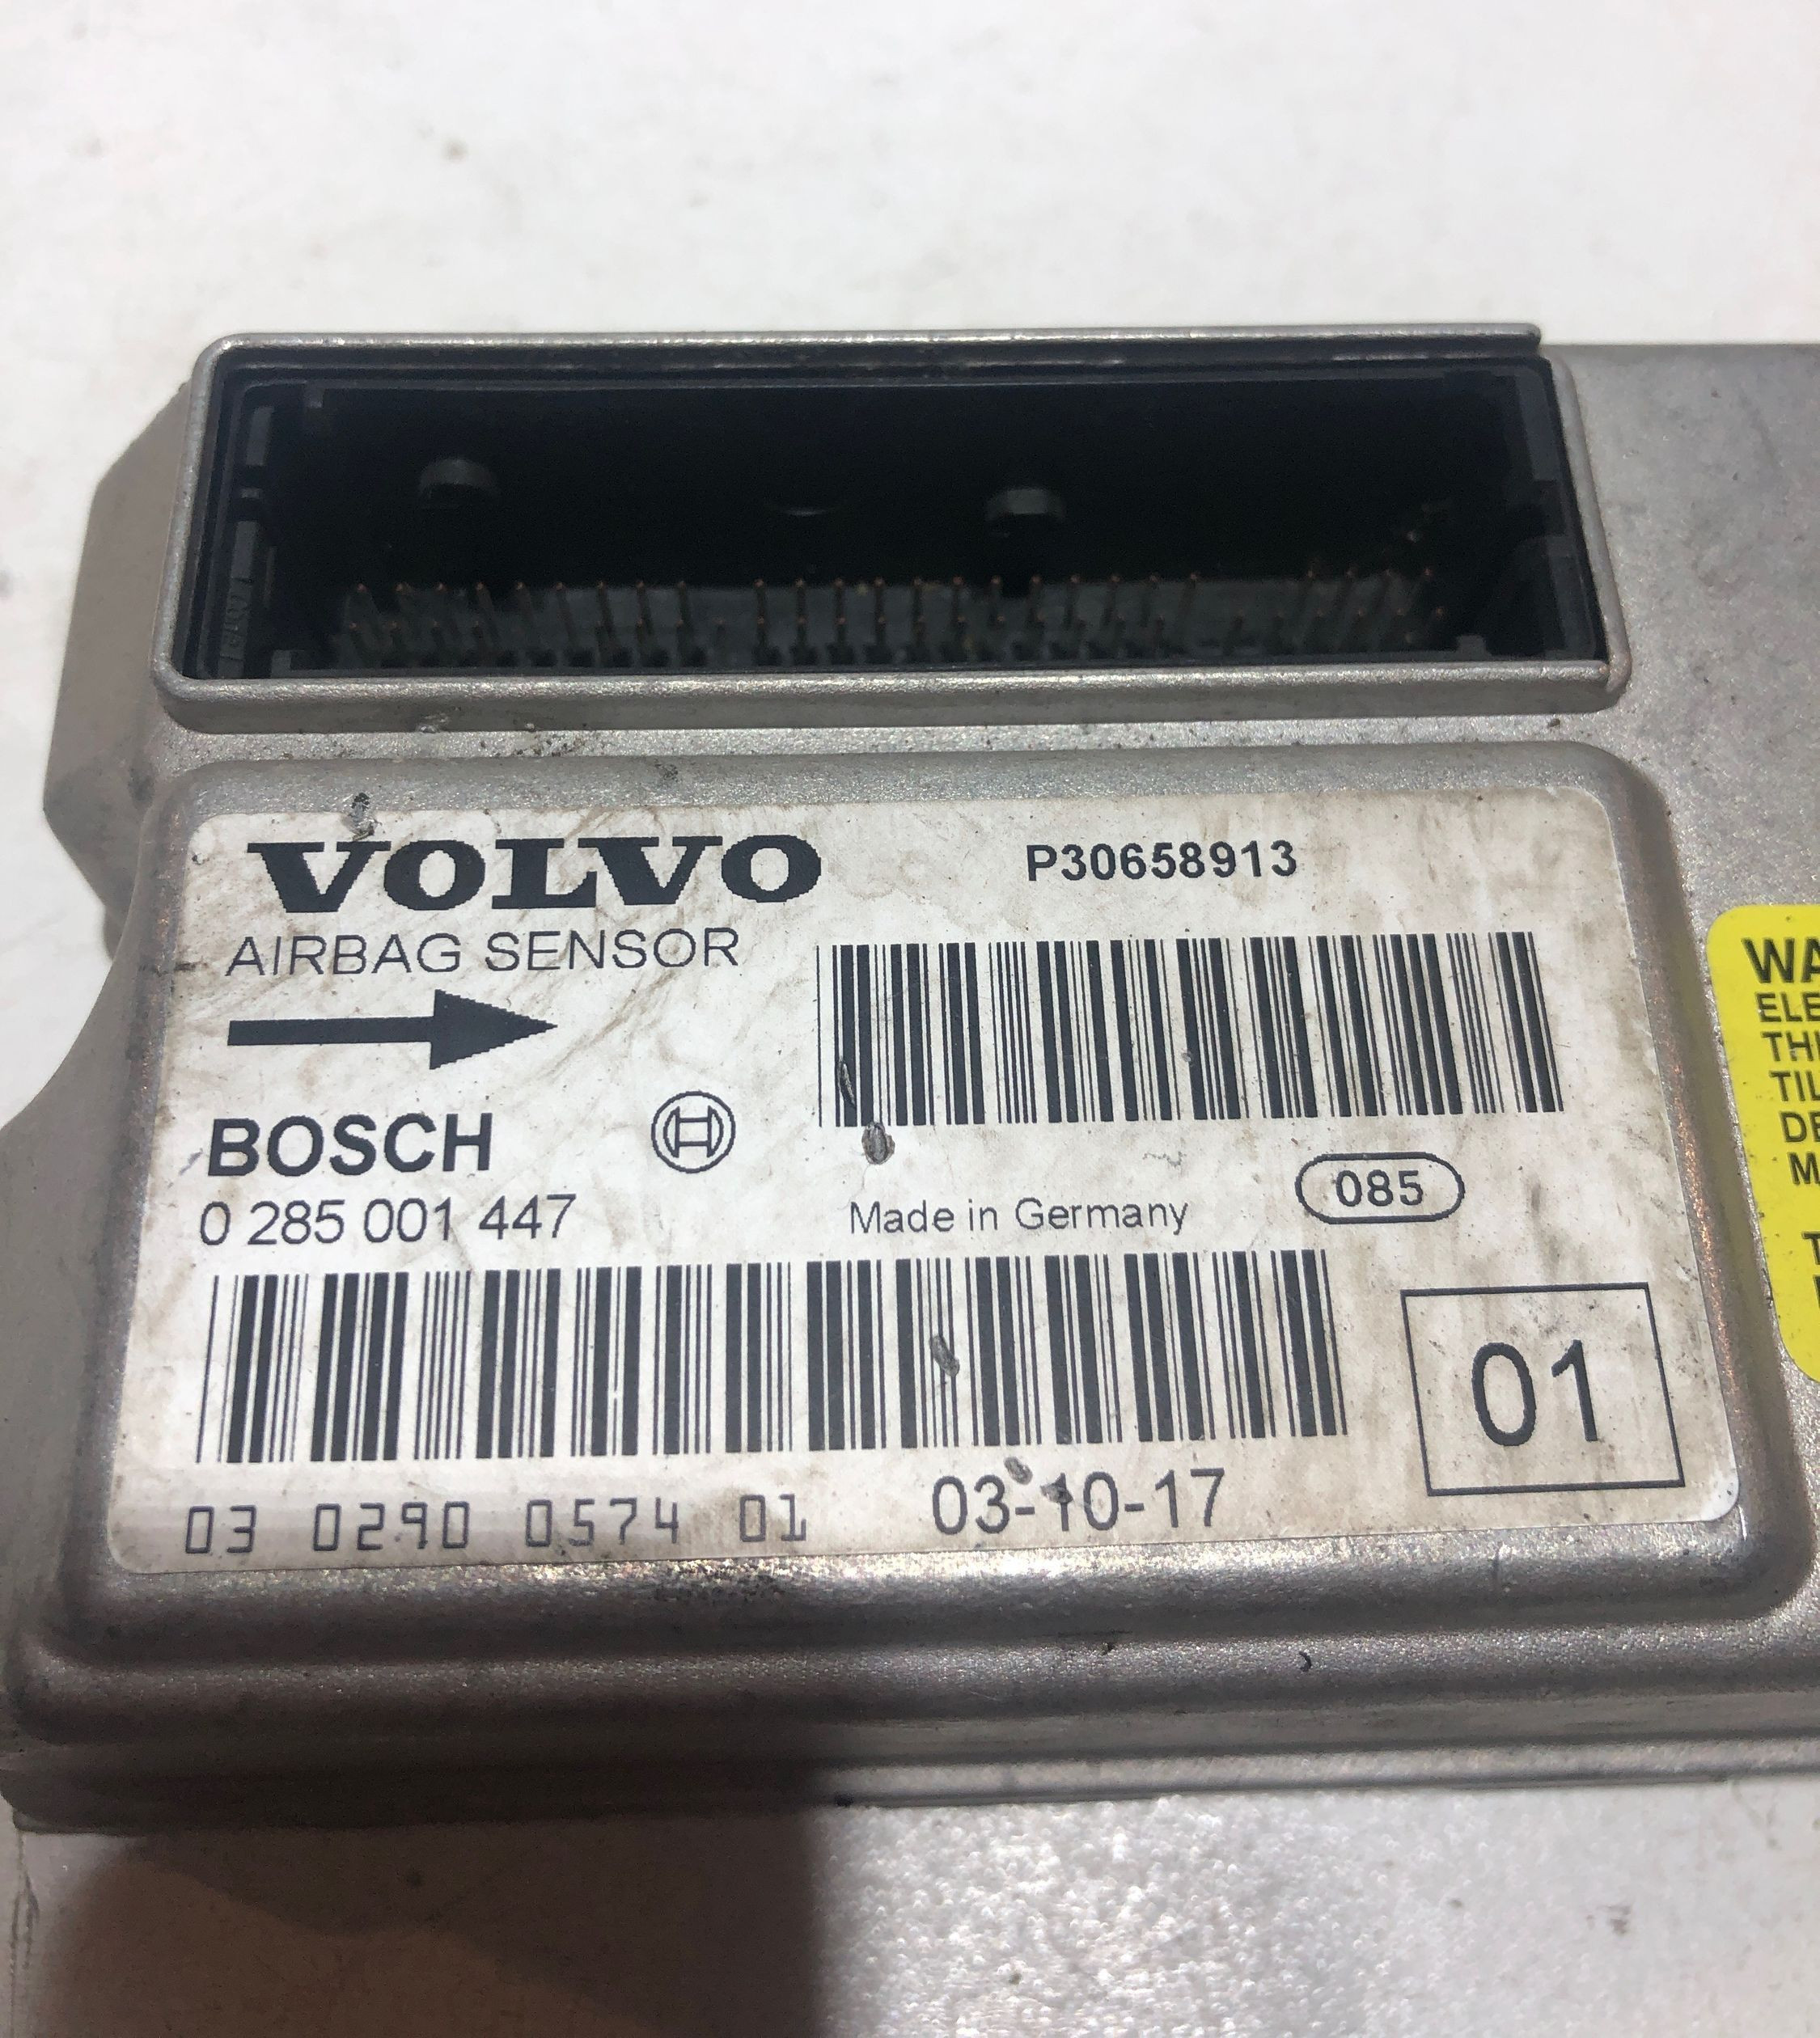 VOLVO
P30658913
AIRBAG SENSOR
BOSCH
0 285 001 447
Made in Germany
085
01
03 0290 0574 01
03-10-17